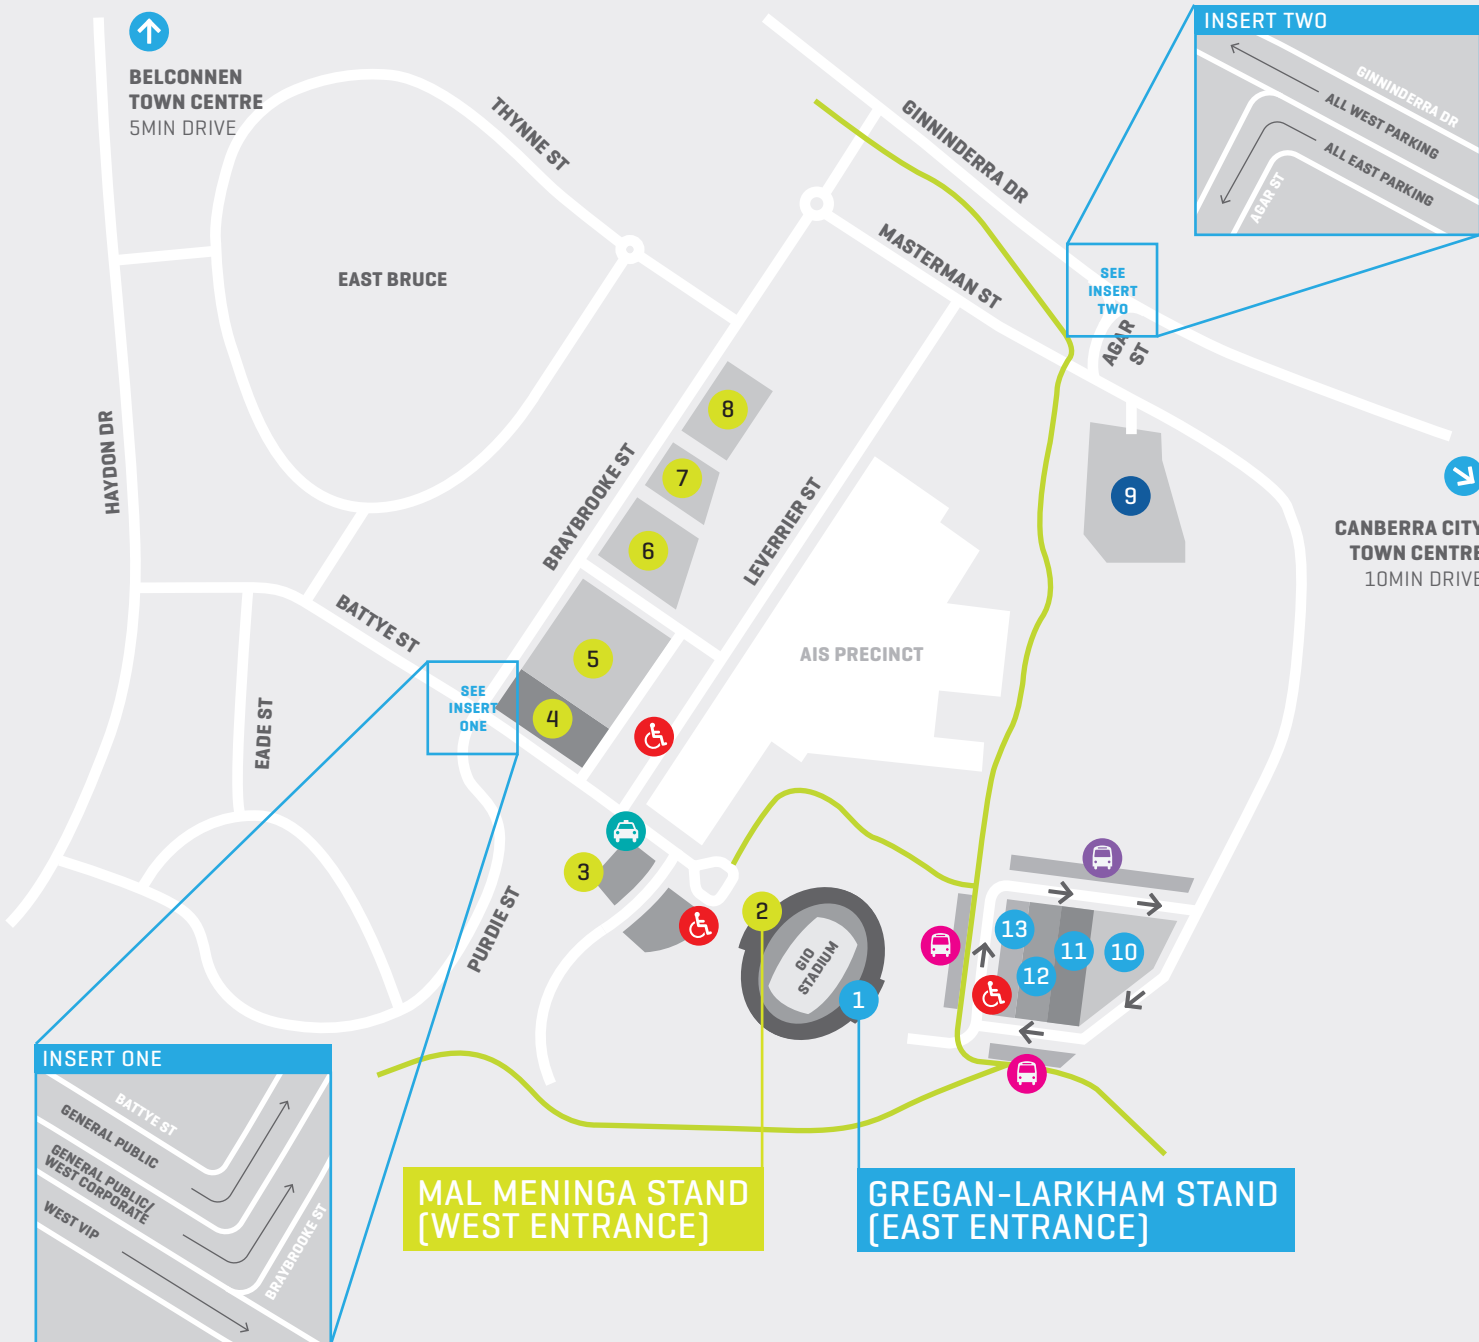 INSERT TWO
GINNINDERRA DR
ALL WEST PARKING
ALL EAST PARKING
AGAR ST
BELCONNEN
TOWN CENTRE
5MIN DRIVE
THYNNE ST
GINNINDERRA DR
MASTERMAN ST
SEE
INSERT
TWO
AGAR
ST
EAST BRUCE
HAYDON DR
8
7
6
5
4
BRAYBROOKE ST
LEVERRIER ST
9
CANBERRA CITY
TOWN CENTRE
10MIN DRIVE
BATTYE ST
AIS PRECINCT
SEE
INSERT
ONE
EADE ST
3
PURDIE ST
2
GIO
STADIUM
1
13
12
11
10
INSERT ONE
BATTYE ST
GENERAL PUBLIC
GENERAL PUBLIC/
WEST CORPORATE
WEST VIP
BRAYBROOKE ST
MAL MENINGA STAND
(WEST ENTRANCE)
GREGAN-LARKHAM STAND
(EAST ENTRANCE)